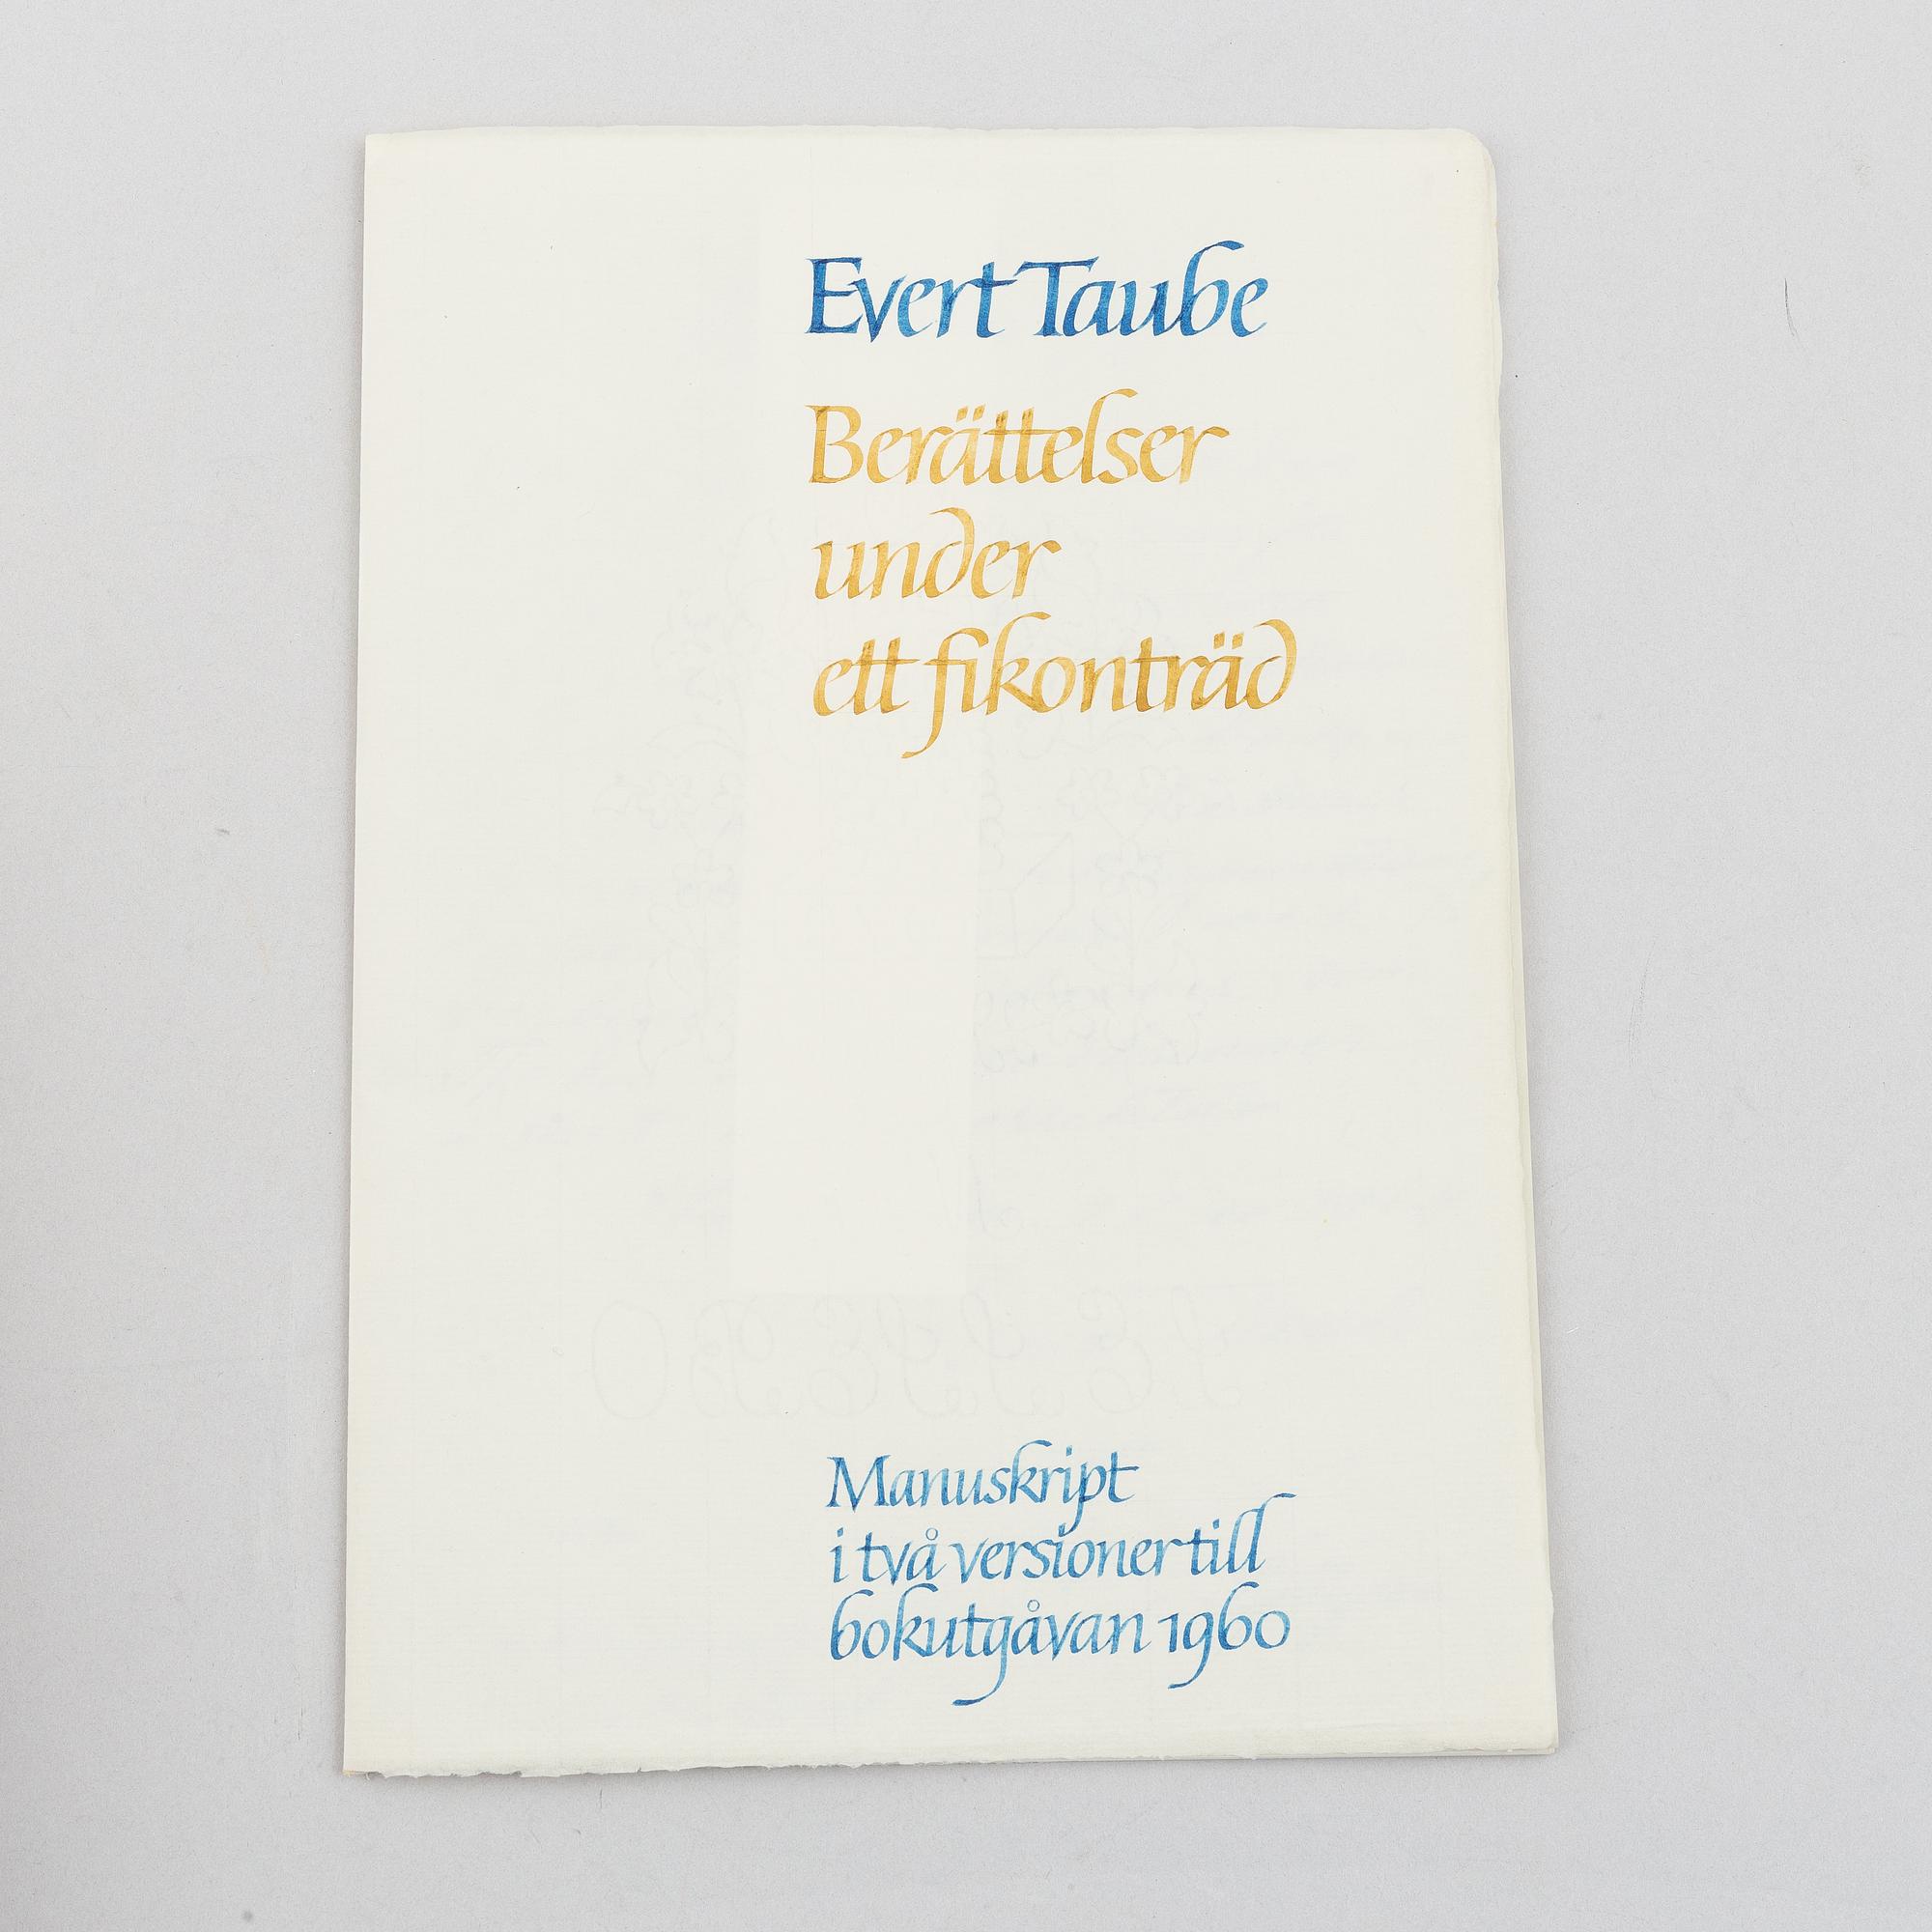 Evert Taube
Berättelser
under
ett fikonträd
Manuskript
i två versioner till
bokutgåvan 1960